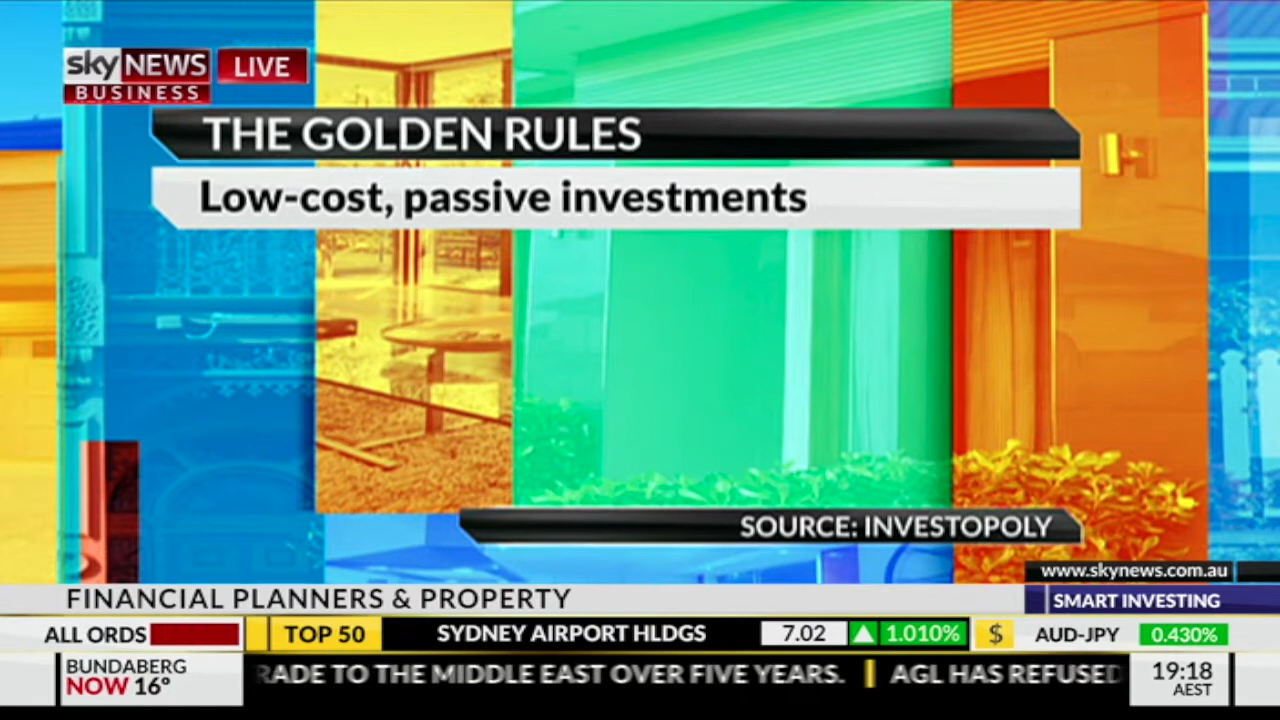 sky NEWS LIVE
BUSINESS
THE GOLDEN RULES
Low-cost, passive investments
SOURCE: INVESTOPOLY
www.skynews.com.au
FINANCIAL PLANNERS & PROPERTY
SMART INVESTING
ALL ORDS TOP 50 SYDNEY AIRPORT HLDGS 7.02 1.010% $ AUD-JPY 0.430%
BUNDABERG
NOW 16°
RADE TO THE MIDDLE EAST OVER FIVE YEARS. AGL HAS REFUSED
19:18
AEST